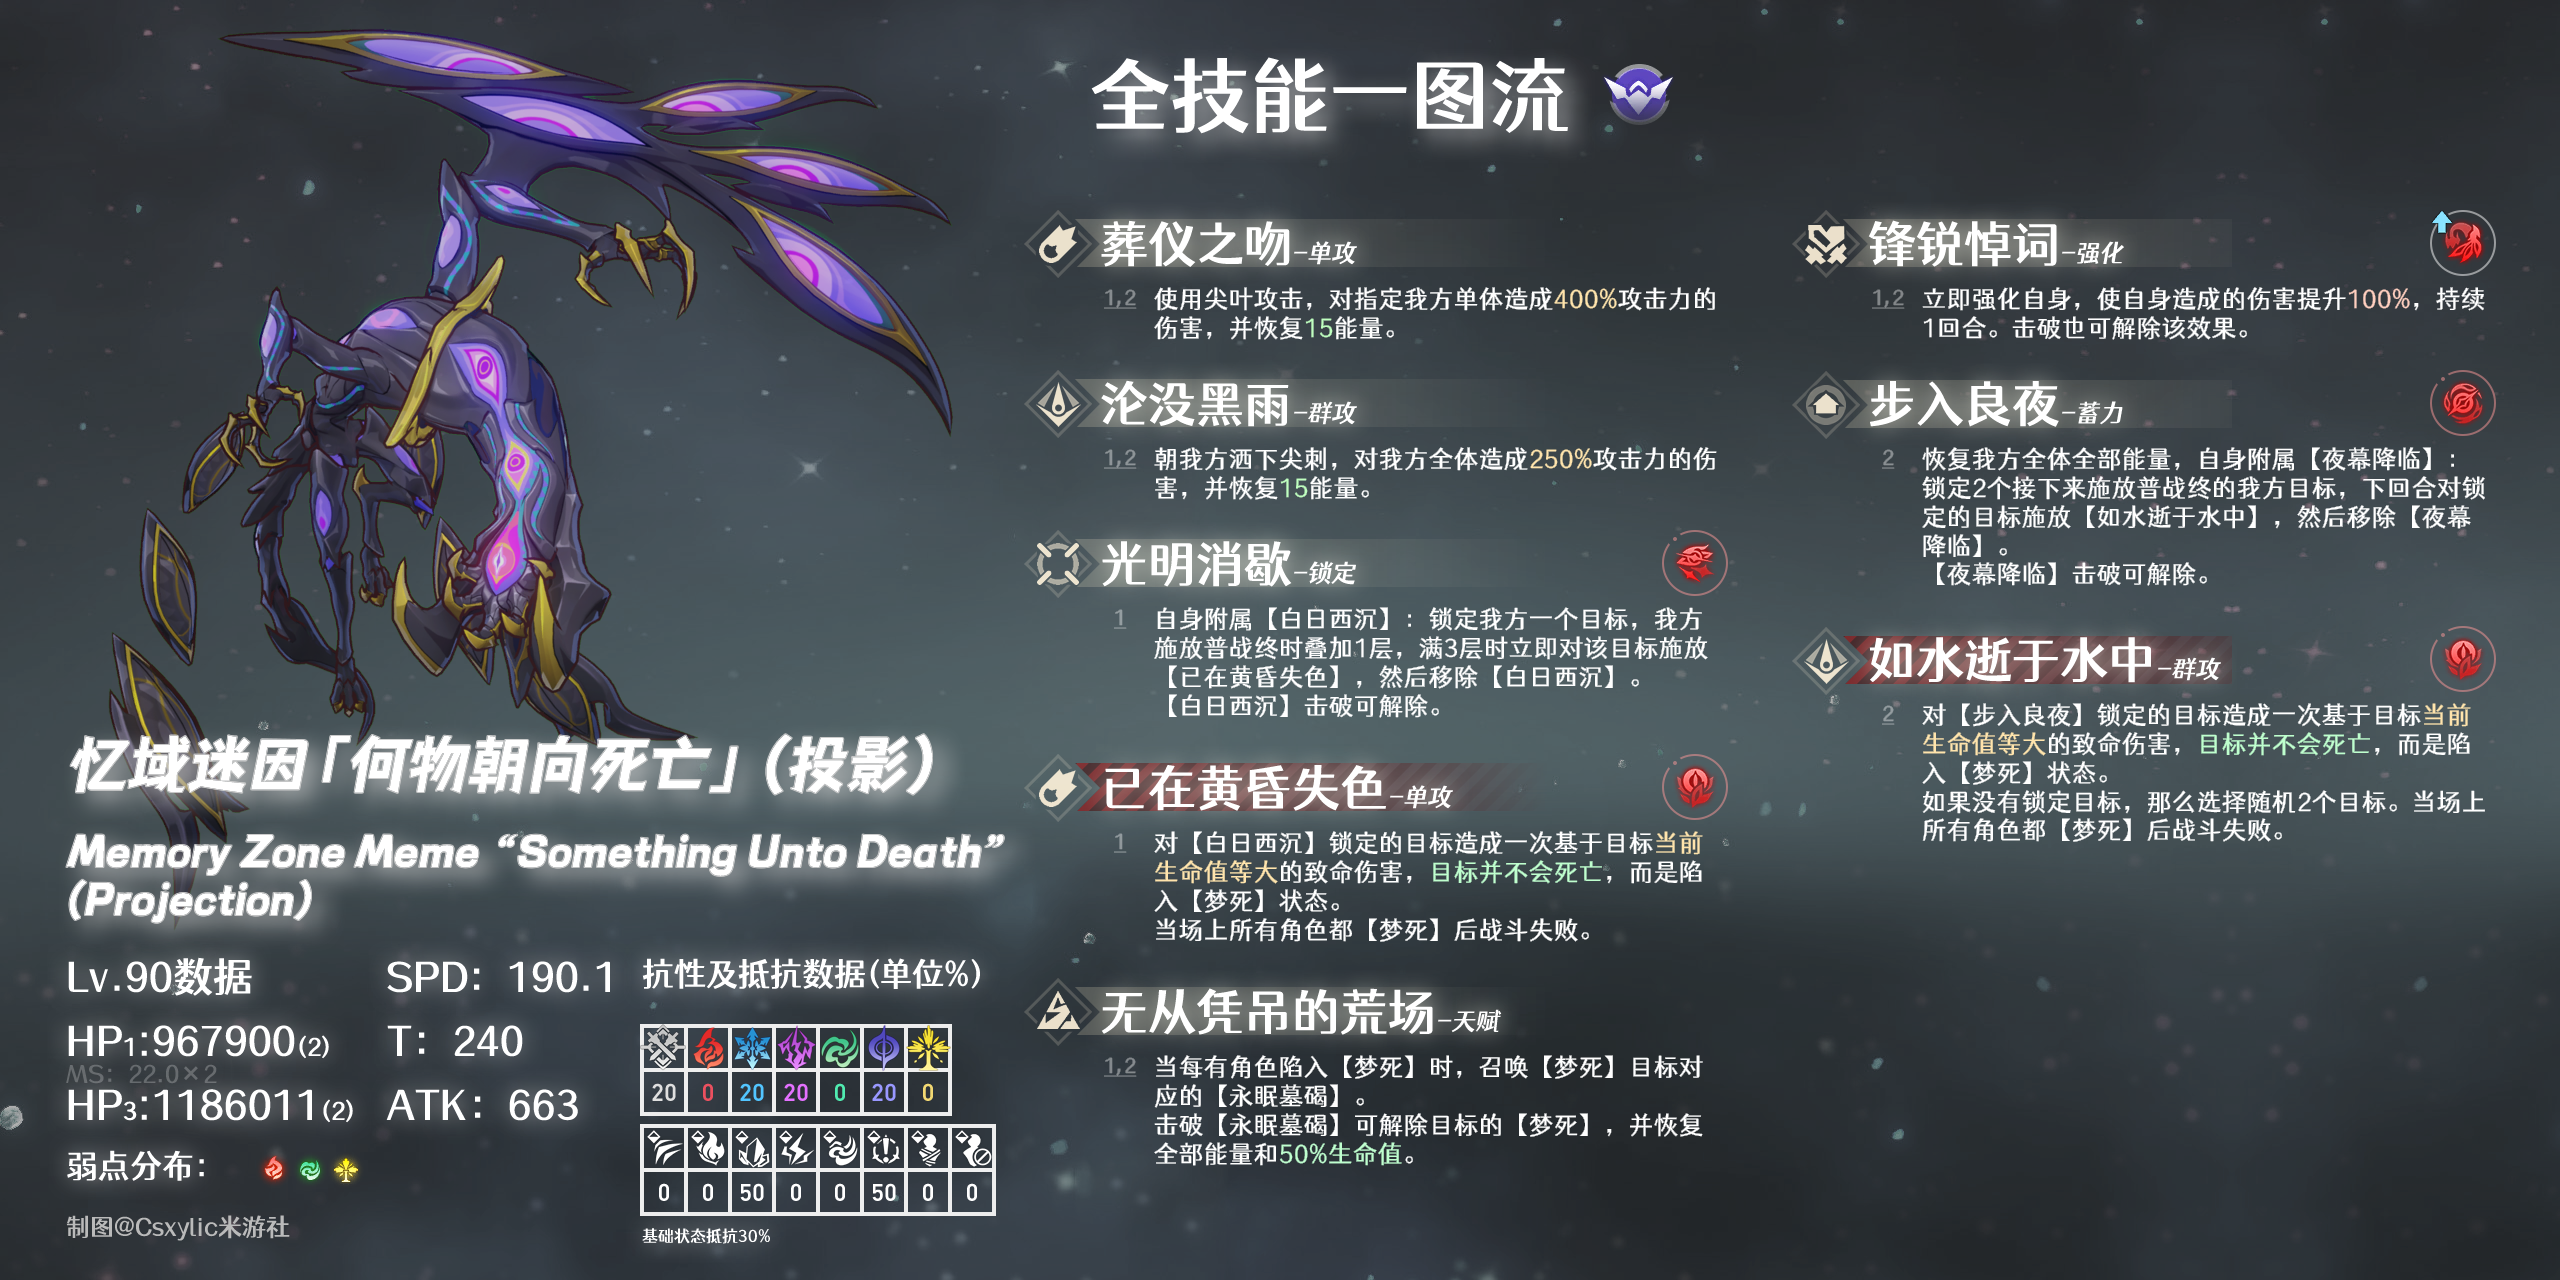 全技能一图流
葬仪之吻–单攻
1,2 使用尖叶攻击，对指定我方单体造成400%攻击力的
伤害，并恢复15能量。
沦没黑雨–群攻
1,2 朝我方洒下尖刺，对我方全体造成250%攻击力的伤
害，并恢复15能量。
光明消歇–锁定
1 自身附属【白日西沉】：锁定我方一个目标，我方
施放普战终时叠加1层，满3层时立即对该目标施放
【已在黄昏失色】，然后移除【白日西沉】。
【白日西沉】击破可解除。
已在黄昏失色–单攻
1 对【白日西沉】锁定的目标造成一次基于目标当前
生命值等大的致命伤害，目标并不会死亡，而是陷
入【梦死】状态。
当场上所有角色都【梦死】后战斗失败。
无从凭吊的荒场–天赋
1,2 当每有角色陷入【梦死】时，召唤【梦死】目标对
应的【永眠墓碣】。
击破【永眠墓碣】可解除目标的【梦死】，并恢复
全部能量和50%生命值。
锋锐悼词–强化
1,2 立即强化自身，使自身造成的伤害提升100%，持续
1回合。击破也可解除该效果。
步入良夜–蓄力
2 恢复我方全体全部能量，自身附属【夜幕降临】：
锁定2个接下来施放普战终的我方目标，下回合对锁
定的目标施放【如水逝于水中】，然后移除【夜幕
降临】。
【夜幕降临】击破可解除。
如水逝于水中–群攻
2 对【步入良夜】锁定的目标造成一次基于目标当前
生命值等大的致命伤害，目标并不会死亡，而是陷
入【梦死】状态。
如果没有锁定目标，那么选择随机2个目标。当场上
所有角色都【梦死】后战斗失败。
忆域迷因「何物朝向死亡」（投影）
Memory Zone Meme “Something Unto Death”
(Projection)
Lv.90数据 SPD：190.1
HP1:967900(2) T：240
MS：22.0×2
HP3:1186011(2) ATK：663
弱点分布：
制图@Csxylic米游社
抗性及抵抗数据(单位%)
20 0 20 20 0 20 0
0 0 50 0 0 50 0 0
基础状态抵抗30%